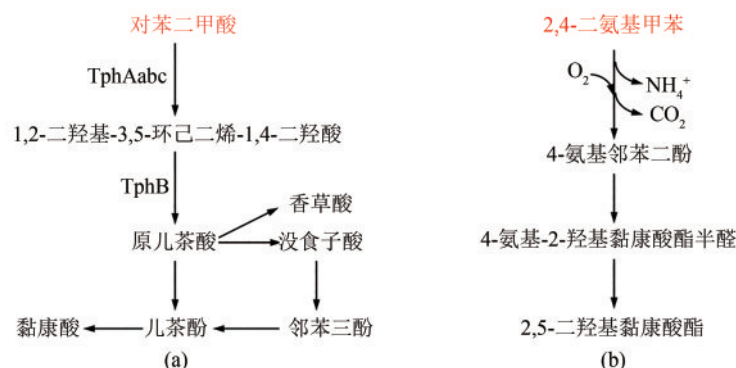 对苯二甲酸
TphAabc
1,2-二羟基-3,5-环己二烯-1,4-二羟酸
TphB
香草酸
原儿茶酸
没食子酸
黏康酸
儿茶酚
邻苯三酚
(a)
2,4-二氨基甲苯
O₂
NH₄⁺
CO₂
4-氨基邻苯二酚
4-氨基-2-羟基黏康酸酯半醛
2,5-二羟基黏康酸酯
(b)